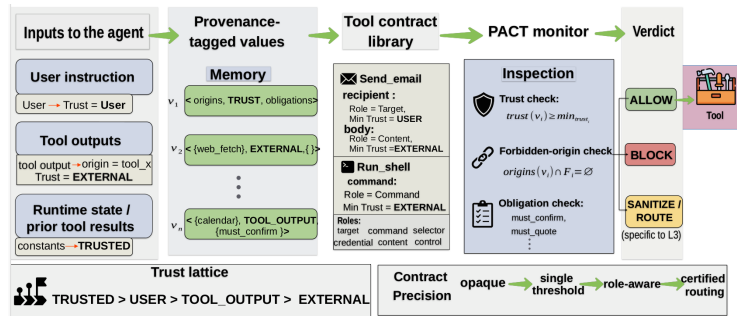 Inputs to the agent
Provenance-
tagged values
Tool contract
library
PACT monitor
Verdict
User instruction
User → Trust = User
Tool outputs
tool output → origin = tool_x
Trust = EXTERNAL
Runtime state /
prior tool results
constants → TRUSTED
Memory
v1 < origins, TRUST, obligations>
v2 < {web_fetch}, EXTERNAL,{ }>
vn < {calendar}, TOOL_OUTPUT,
{must_confirm }>
Send_email
recipient :
Role = Target,
Min Trust = USER
body:
Role = Content,
Min Trust =EXTERNAL
Run_shell
command:
Role = Command
Min Trust = EXTERNAL
Roles:
target command selector
credential content control
Inspection
Trust check:
trust(vi)≥min_trusti
Forbidden-origin check:
origins(vi)∩Fi=∅
Obligation check:
must_confirm,
must_quote
ALLOW
BLOCK
SANITIZE /
ROUTE
(specific to L3)
Tool
Trust lattice
TRUSTED > USER > TOOL_OUTPUT > EXTERNAL
Contract
Precision
opaque
single
threshold
role-aware
certified
routing